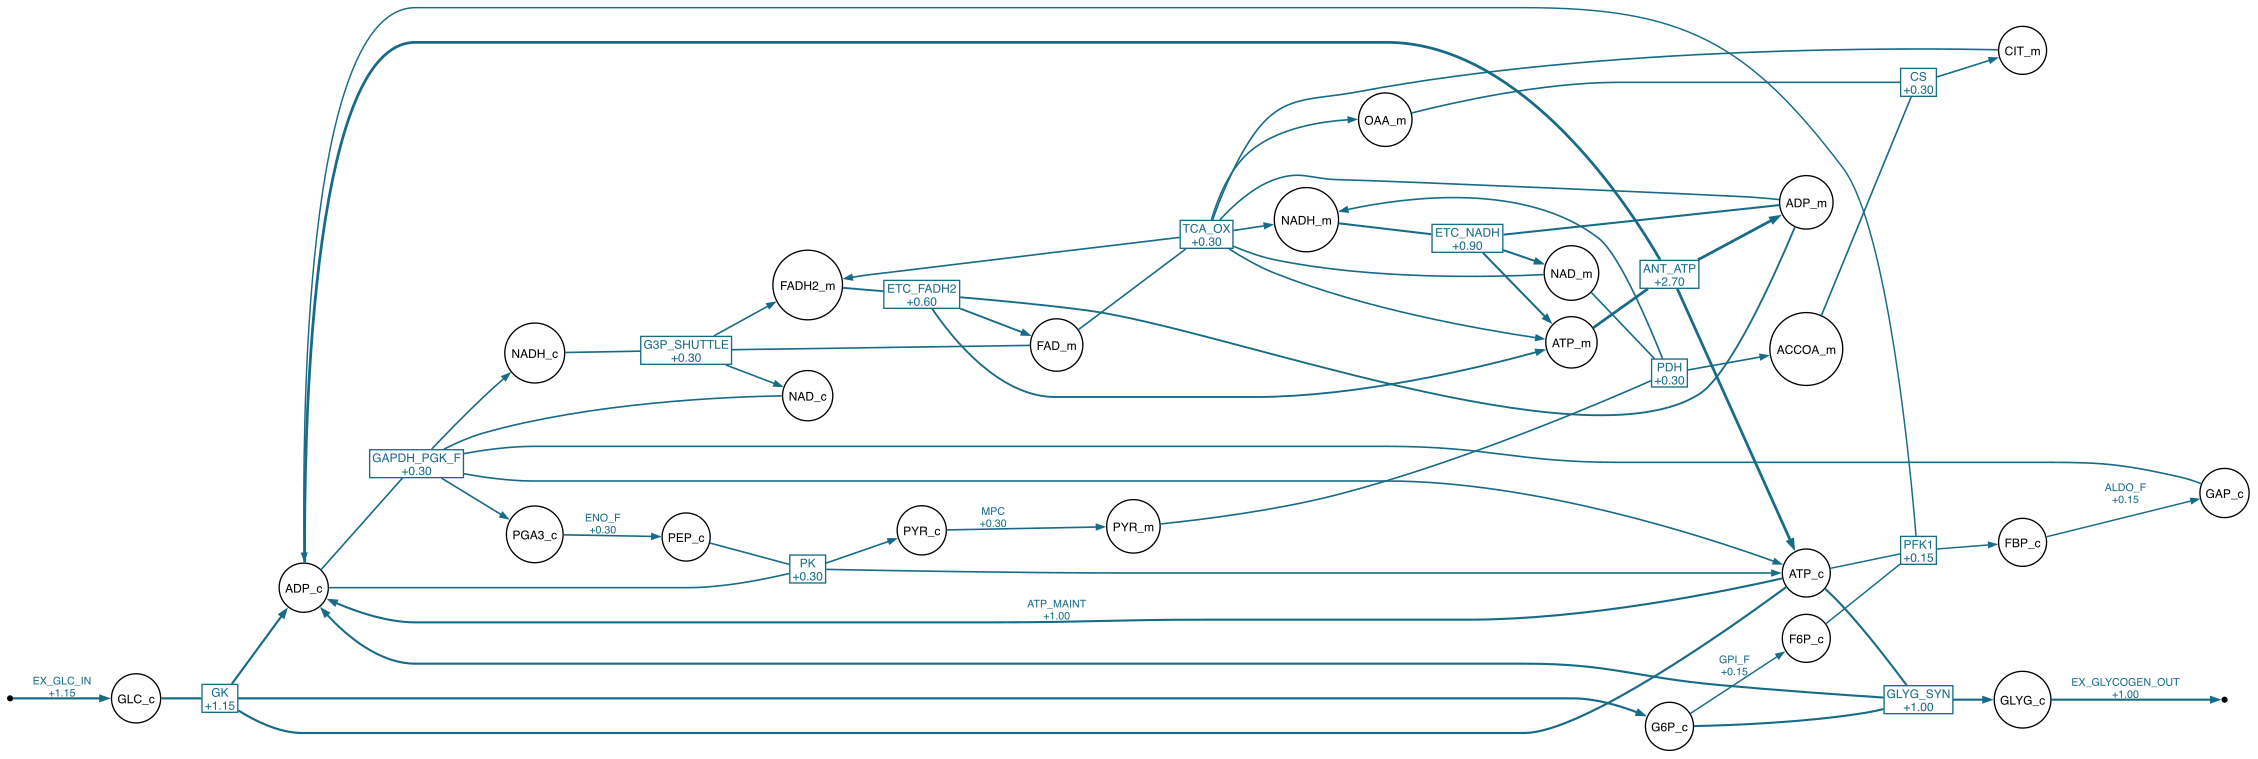 CIT_m
CS
+0.30
OAA_m
ADP_m
NADH_m
TCA_OX
+0.30
ETC_NADH
+0.90
NAD_m
ANT_ATP
+2.70
FADH2_m
ETC_FADH2
+0.60
FAD_m
ATP_m
ACCOA_m
NADH_c
G3P_SHUTTLE
+0.30
PDH
+0.30
NAD_c
GAPDH_PGK_F
+0.30
ALDO_F
+0.15
GAP_c
PGA3_c
ENO_F
+0.30
PEP_c
PYR_c
MPC
+0.30
PYR_m
PFK1
+0.15
FBP_c
PK
+0.30
ATP_c
ADP_c
ATP_MAINT
+1.00
F6P_c
GPI_F
+0.15
EX_GLC_IN
+1.15
GLC_c
GK
+1.15
G6P_c
GLYG_SYN
+1.00
GLYG_c
EX_GLYCOGEN_OUT
+1.00